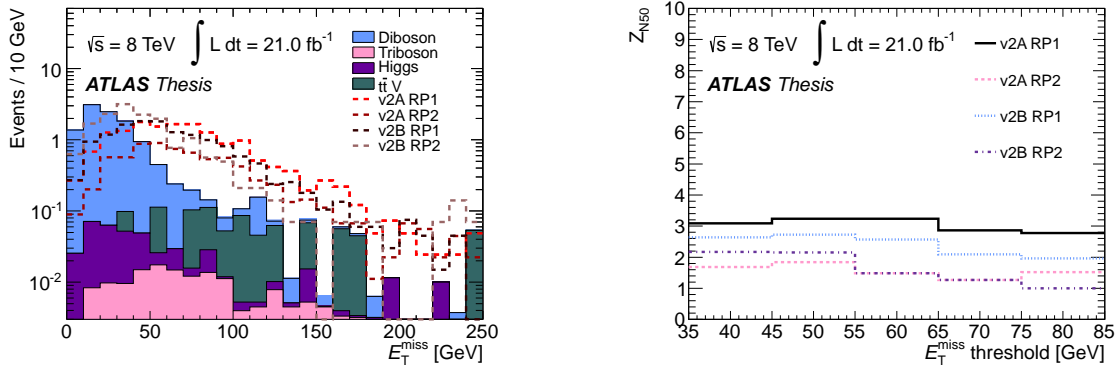 Events / 10 GeV
√s = 8 TeV ∫ L dt = 21.0 fb⁻¹
ATLAS Thesis
Diboson
Triboson
Higgs
tt̄ V
v2A RP1
v2A RP2
v2B RP1
v2B RP2
1
10⁻¹
10⁻²
0 50 100 150 200 250
E_T^miss [GeV]
Z_N50
√s = 8 TeV ∫ L dt = 21.0 fb⁻¹
ATLAS Thesis
v2A RP1
v2A RP2
v2B RP1
v2B RP2
10
9
8
7
6
5
4
3
2
1
0
35 40 45 50 55 60 65 70 75 80 85
E_T^miss threshold [GeV]